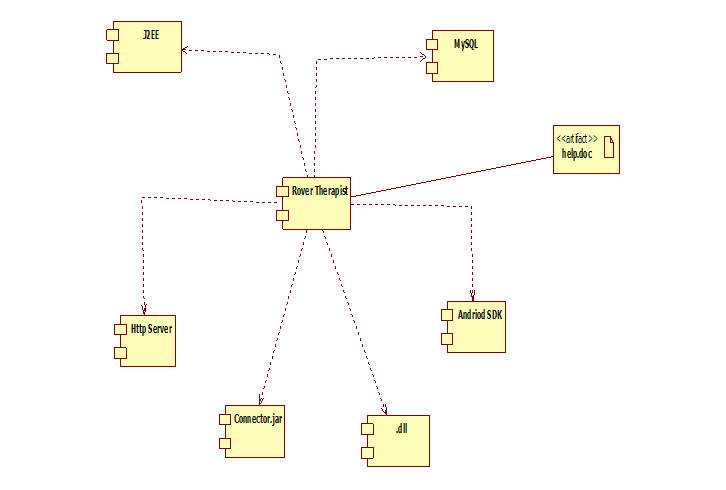 J2EE
MySQL
<<artifact>>
help.doc
Rover Therapist
Http Server
Andriod SDK
Connector.jar
.dll